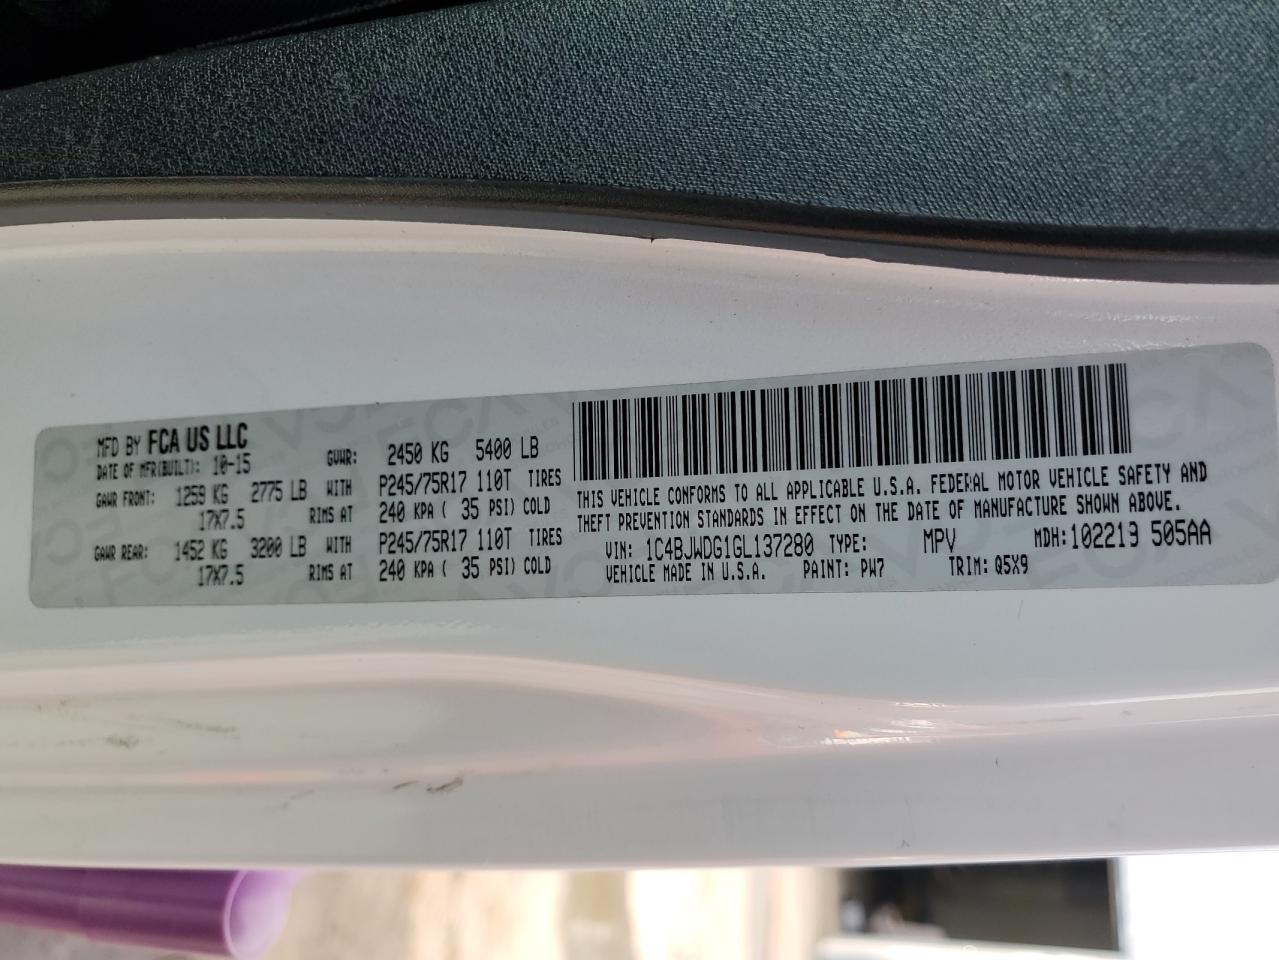 MFD BY FCA US LLC
DATE OF MFR(BUILT): 10-15 GVWR: 2450 KG 5400 LB
GAWR FRONT: 1259 KG 2775 LB WITH P245/75R17 110T TIRES
17X7.5 RIMS AT 240 KPA ( 35 PSI) COLD
GAWR REAR: 1452 KG 3200 LB WITH P245/75R17 110T TIRES
17X7.5 RIMS AT 240 KPA ( 35 PSI) COLD
THIS VEHICLE CONFORMS TO ALL APPLICABLE U.S.A. FEDERAL MOTOR VEHICLE SAFETY AND
THEFT PREVENTION STANDARDS IN EFFECT ON THE DATE OF MANUFACTURE SHOWN ABOVE.
VIN: 1C4BJWDG1GL137280 TYPE: MPV MDH:102213 505AA
VEHICLE MADE IN U.S.A. PAINT: PW7 TRIM: Q5X9